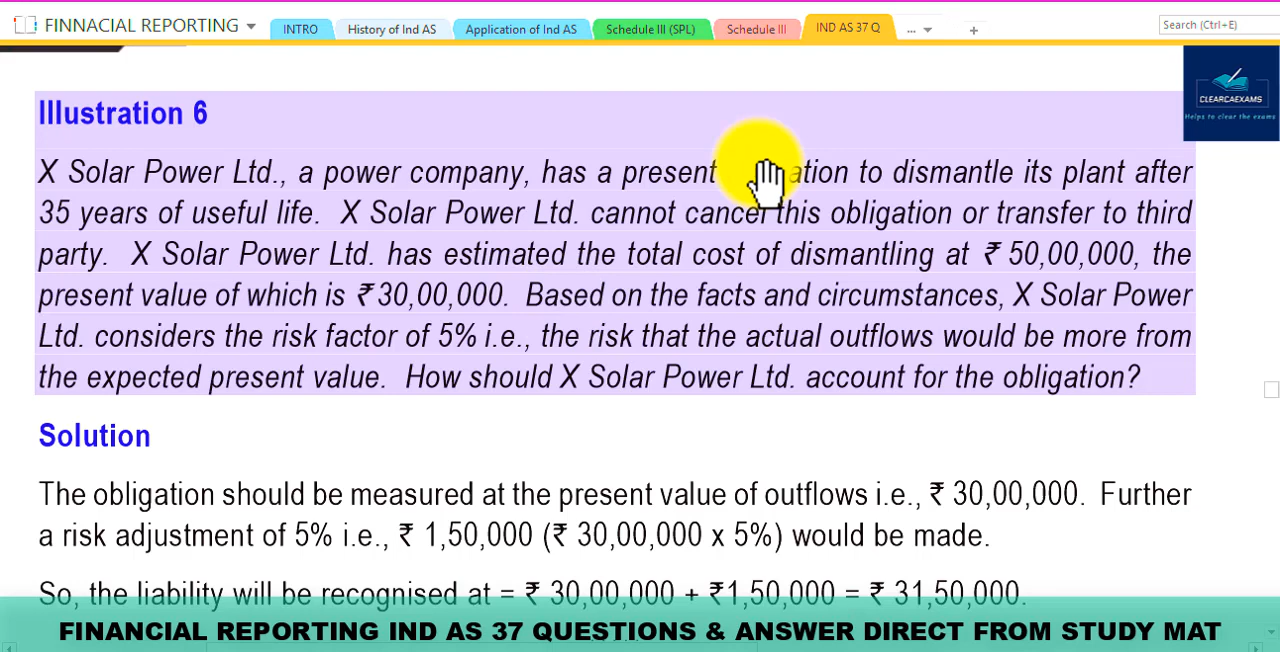 FINNACIAL REPORTING
INTRO
History of Ind AS
Application of Ind AS
Schedule III (SPL)
Schedule III
IND AS 37 Q
...
+
Search (Ctrl+E)
CLEARCAEXAMS
Helps to clear the exams
Illustration 6
X Solar Power Ltd., a power company, has a present ation to dismantle its plant after
35 years of useful life. X Solar Power Ltd. cannot cancel this obligation or transfer to third
party. X Solar Power Ltd. has estimated the total cost of dismantling at ₹ 50,00,000, the
present value of which is ₹ 30,00,000. Based on the facts and circumstances, X Solar Power
Ltd. considers the risk factor of 5% i.e., the risk that the actual outflows would be more from
the expected present value. How should X Solar Power Ltd. account for the obligation?
Solution
The obligation should be measured at the present value of outflows i.e., ₹ 30,00,000. Further
a risk adjustment of 5% i.e., ₹ 1,50,000 (₹ 30,00,000 x 5%) would be made.
So, the liability will be recognised at = ₹ 30,00,000 + ₹1,50,000 = ₹ 31,50,000.
FINANCIAL REPORTING IND AS 37 QUESTIONS & ANSWER DIRECT FROM STUDY MAT